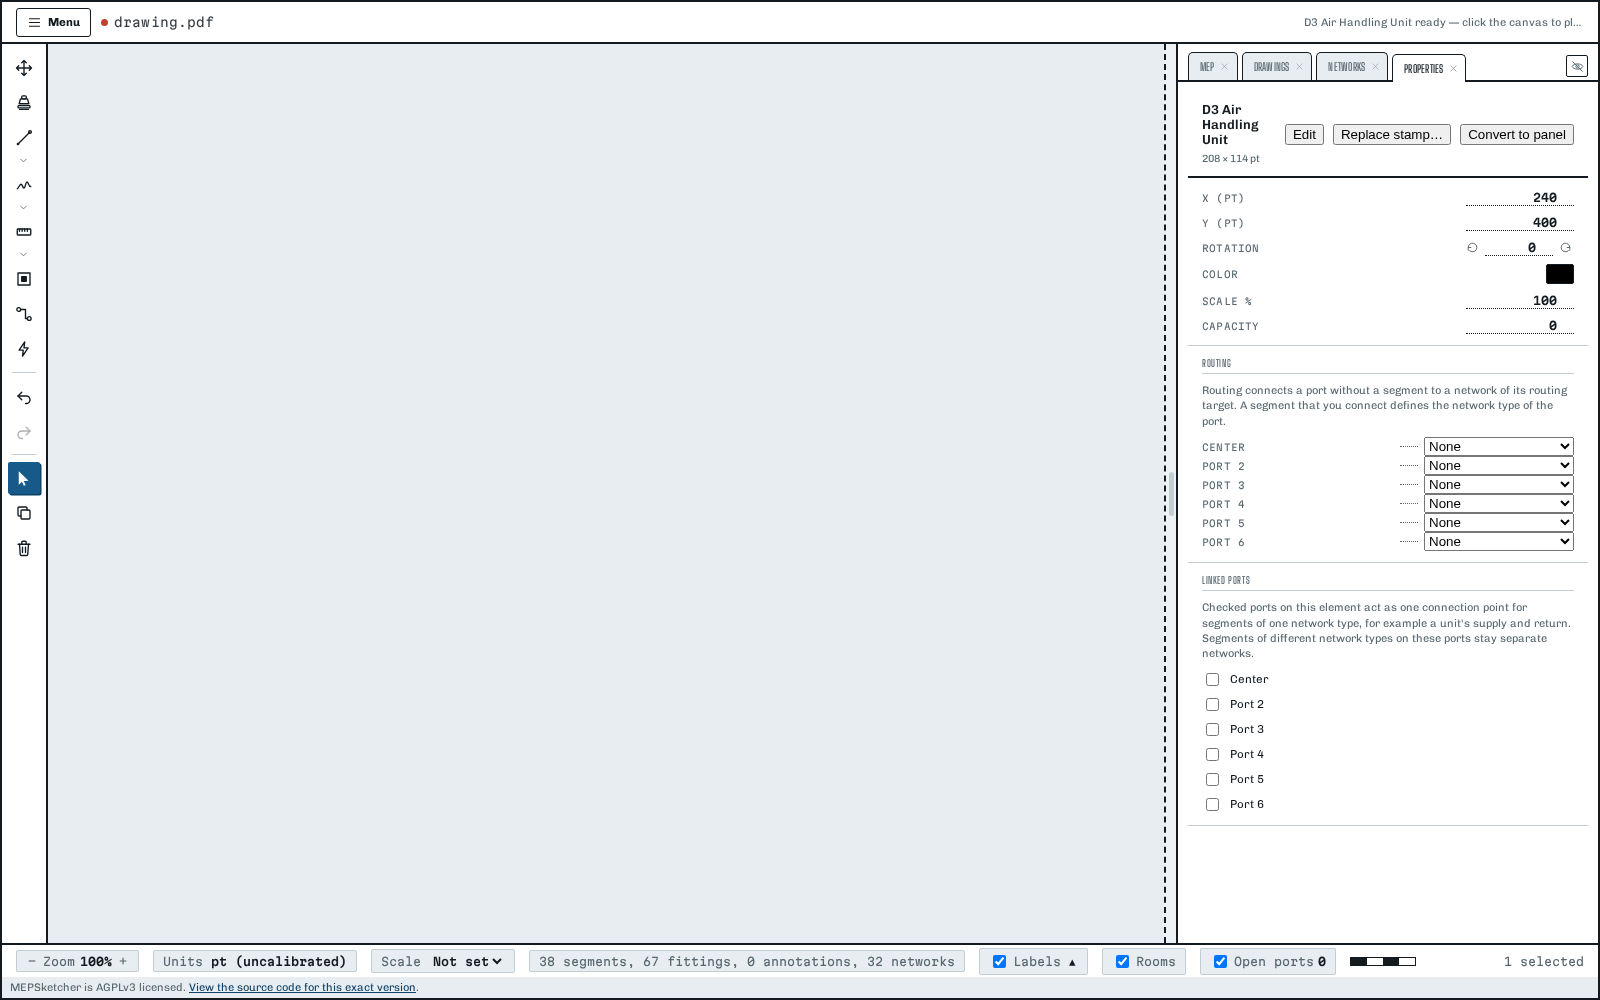 Menu
drawing.pdf
D3 Air Handling Unit ready — click the canvas to pl…
MEP
DRAWINGS
NETWORKS
PROPERTIES
D3 Air
Handling
Unit
208 × 114 pt
Edit
Replace stamp…
Convert to panel
X (PT)
240
Y (PT)
400
ROTATION
0
COLOR
SCALE %
100
CAPACITY
0
ROUTING
Routing connects a port without a segment to a network of its routing
target. A segment that you connect defines the network type of the
port.
CENTER
None
PORT 2
None
PORT 3
None
PORT 4
None
PORT 5
None
PORT 6
None
LINKED PORTS
Checked ports on this element act as one connection point for
segments of one network type, for example a unit's supply and return.
Segments of different network types on these ports stay separate
networks.
Center
Port 2
Port 3
Port 4
Port 5
Port 6
− Zoom 100% +
Units pt (uncalibrated)
Scale Not set
38 segments, 67 fittings, 0 annotations, 32 networks
Labels ▲
Rooms
Open ports 0
1 selected
MEPSketcher is AGPLv3 licensed. View the source code for this exact version.